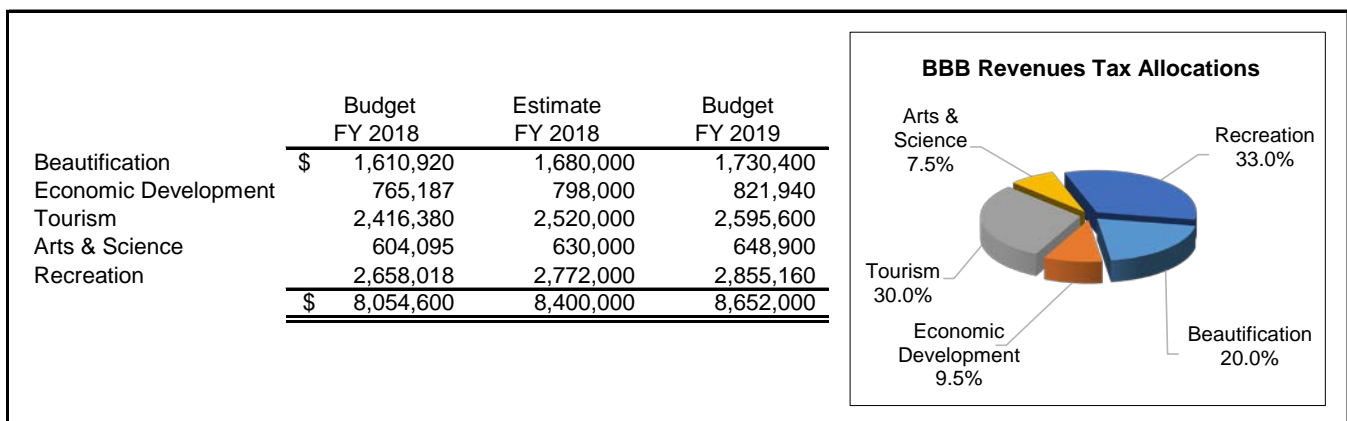 Budget Estimate Budget
FY 2018 FY 2018 FY 2019
Beautification $ 1,610,920 1,680,000 1,730,400
Economic Development 765,187 798,000 821,940
Tourism 2,416,380 2,520,000 2,595,600
Arts & Science 604,095 630,000 648,900
Recreation 2,658,018 2,772,000 2,855,160
$ 8,054,600 8,400,000 8,652,000
BBB Revenues Tax Allocations
Arts &
Science
7.5%
Recreation
33.0%
Tourism
30.0%
Economic
Development
9.5%
Beautification
20.0%